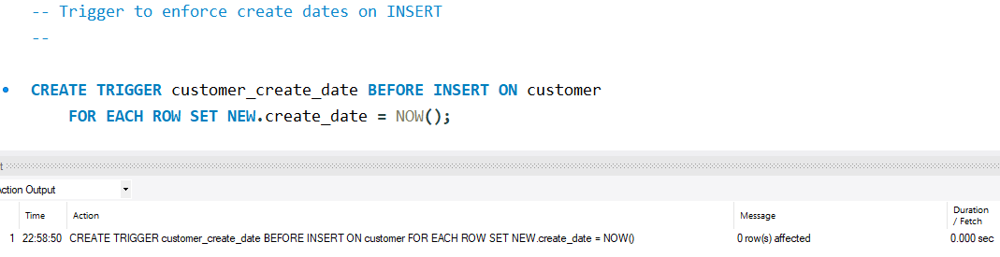 -- Trigger to enforce create dates on INSERT
--
CREATE TRIGGER customer_create_date BEFORE INSERT ON customer
FOR EACH ROW SET NEW.create_date = NOW();
t
Action Output
Time Action Message Duration / Fetch
1 22:58:50 CREATE TRIGGER customer_create_date BEFORE INSERT ON customer FOR EACH ROW SET NEW.create_date = NOW() 0 row(s) affected 0.000 sec